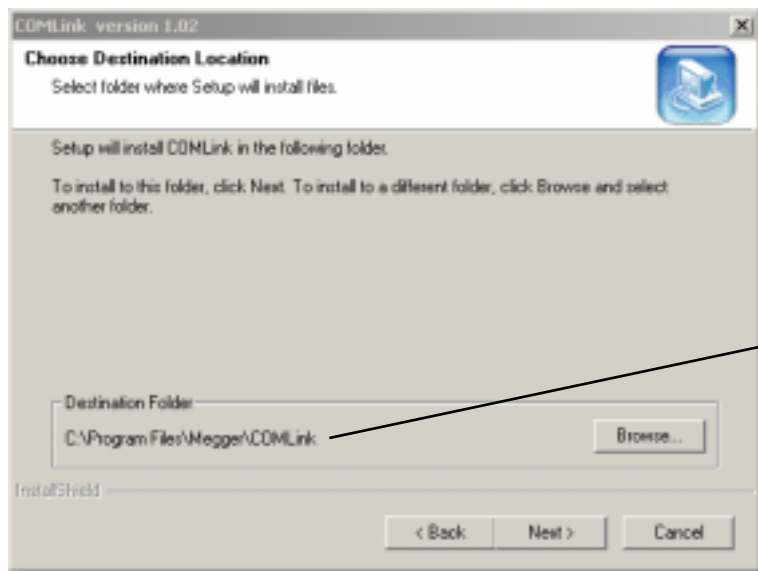 COMLink version 1.02
Choose Destination Location
Select folder where Setup will install files.
Setup will install COMLink in the following folder.
To install to this folder, click Next. To install to a different folder, click Browse and select
another folder.
Destination Folder
C:\Program Files\Megger\COMLink
Browse...
InstallShield
< Back
Next >
Cancel